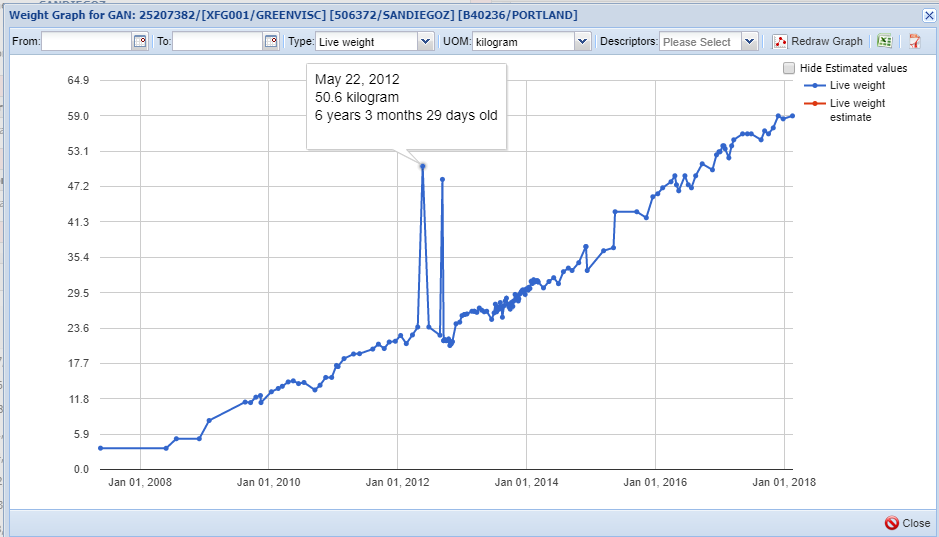 Weight Graph for GAN: 25207382/[XFG001/GREENVISC] [506372/SANDIEGOZ] [B40236/PORTLAND]
From: To: Type: Live weight UOM: kilogram Descriptors: Please Select Redraw Graph
Hide Estimated values
Live weight
Live weight
estimate
May 22, 2012
50.6 kilogram
6 years 3 months 29 days old
64.9
59.0
53.1
47.2
41.3
35.4
29.5
23.6
17.7
11.8
5.9
0.0
Jan 01, 2008 Jan 01, 2010 Jan 01, 2012 Jan 01, 2014 Jan 01, 2016 Jan 01, 2018
Close